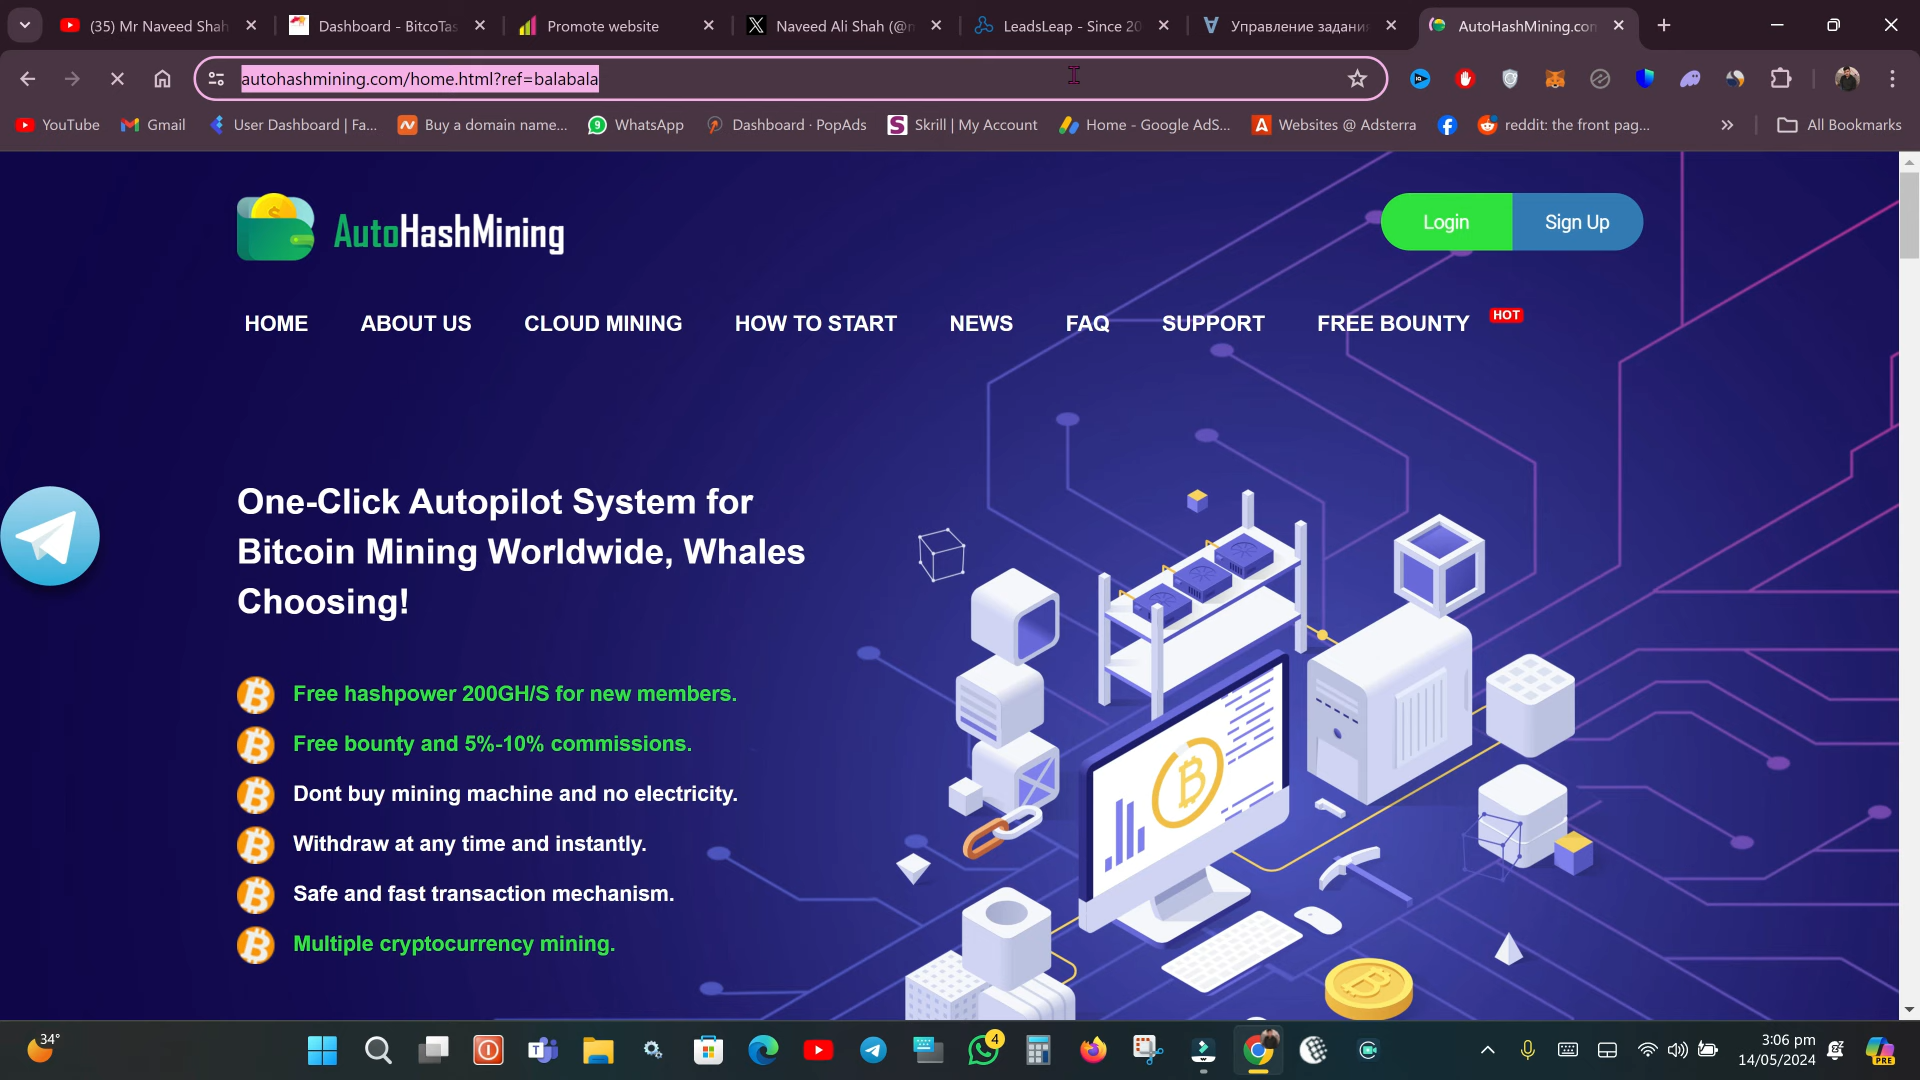 (35) Mr Naveed Shah
Dashboard - BitcoTas
Promote website
Naveed Ali Shah (@n
LeadsLeap - Since 20
Управление задания
AutoHashMining.com
autohashmining.com/home.html?ref=balabala
YouTube
Gmail
User Dashboard | Fa...
Buy a domain name...
WhatsApp
Dashboard · PopAds
Skrill | My Account
Home - Google AdS...
Websites @ Adsterra
reddit: the front pag...
All Bookmarks
AutoHashMining
Login
Sign Up
HOME
ABOUT US
CLOUD MINING
HOW TO START
NEWS
FAQ
SUPPORT
FREE BOUNTY
HOT
One-Click Autopilot System for
Bitcoin Mining Worldwide, Whales
Choosing!
Free hashpower 200GH/S for new members.
Free bounty and 5%-10% commissions.
Dont buy mining machine and no electricity.
Withdraw at any time and instantly.
Safe and fast transaction mechanism.
Multiple cryptocurrency mining.
34°
4
3:06 pm
14/05/2024
PRE